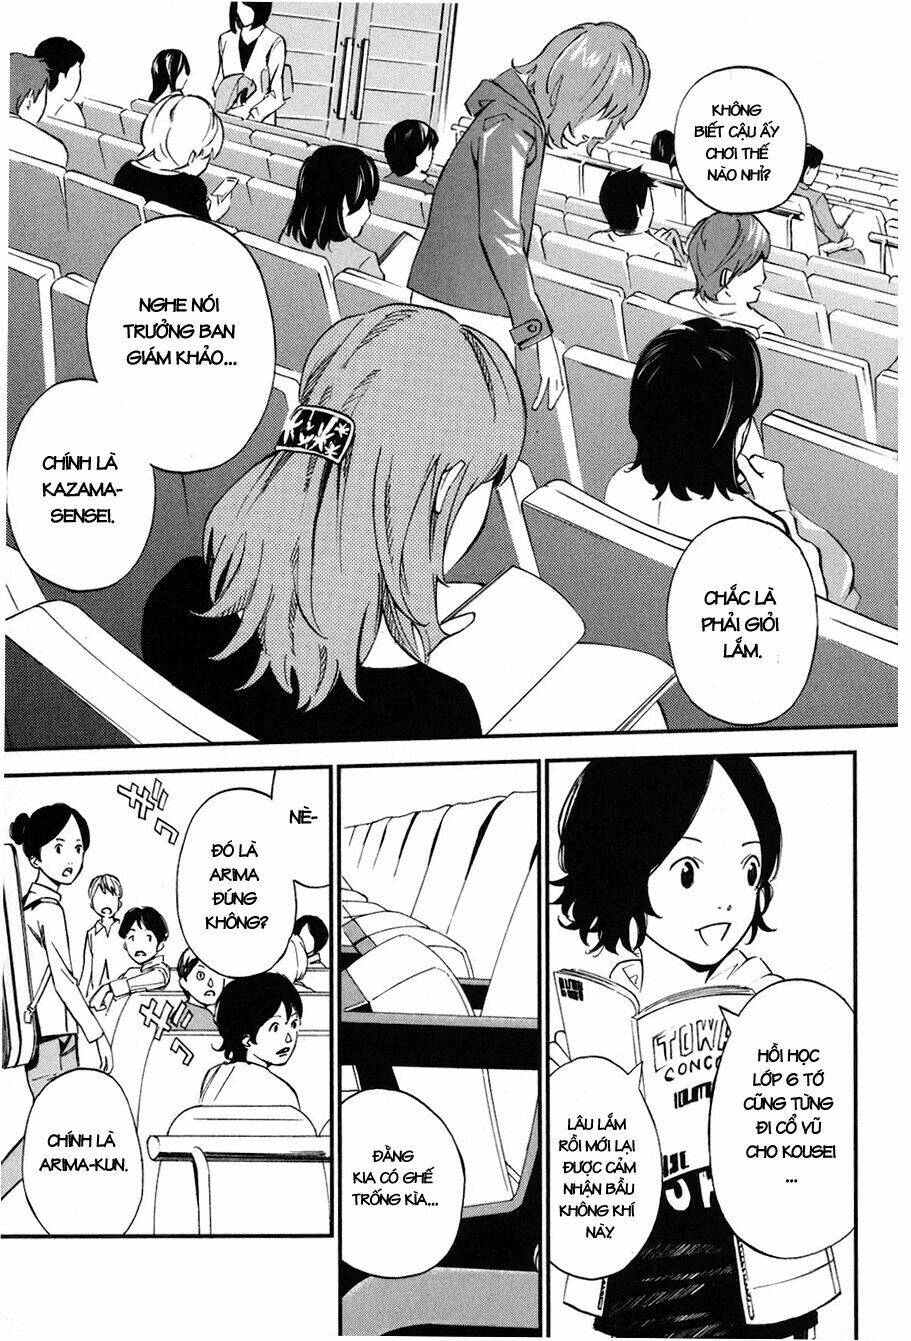 KHÔNG
BIẾT CẬU ẤY
CHƠI THẾ
NÀO NHỈ?
NGHE NÓI
TRƯỞNG BAN
GIÁM KHẢO...
CHÍNH LÀ
KAZAMA-
SENSEI.
CHẮC LÀ
PHẢI GIỎI
LẮM.
HỒI HỌC
LỚP 6 TỚ
CŨNG TỪNG
ĐI CỔ VŨ
CHO KOUSEI
...
LÂU LẮM
RỒI MỚI LẠI
ĐƯỢC CẢM
NHẬN BẦU
KHÔNG KHÍ
NÀY.
TOWA
CONCO
ĐẰNG
KIA CÓ GHẾ
TRỐNG KÌA...
NÈ-
ĐÓ LÀ
ARIMA
ĐÚNG
KHÔNG?
CHÍNH LÀ
ARIMA-KUN.